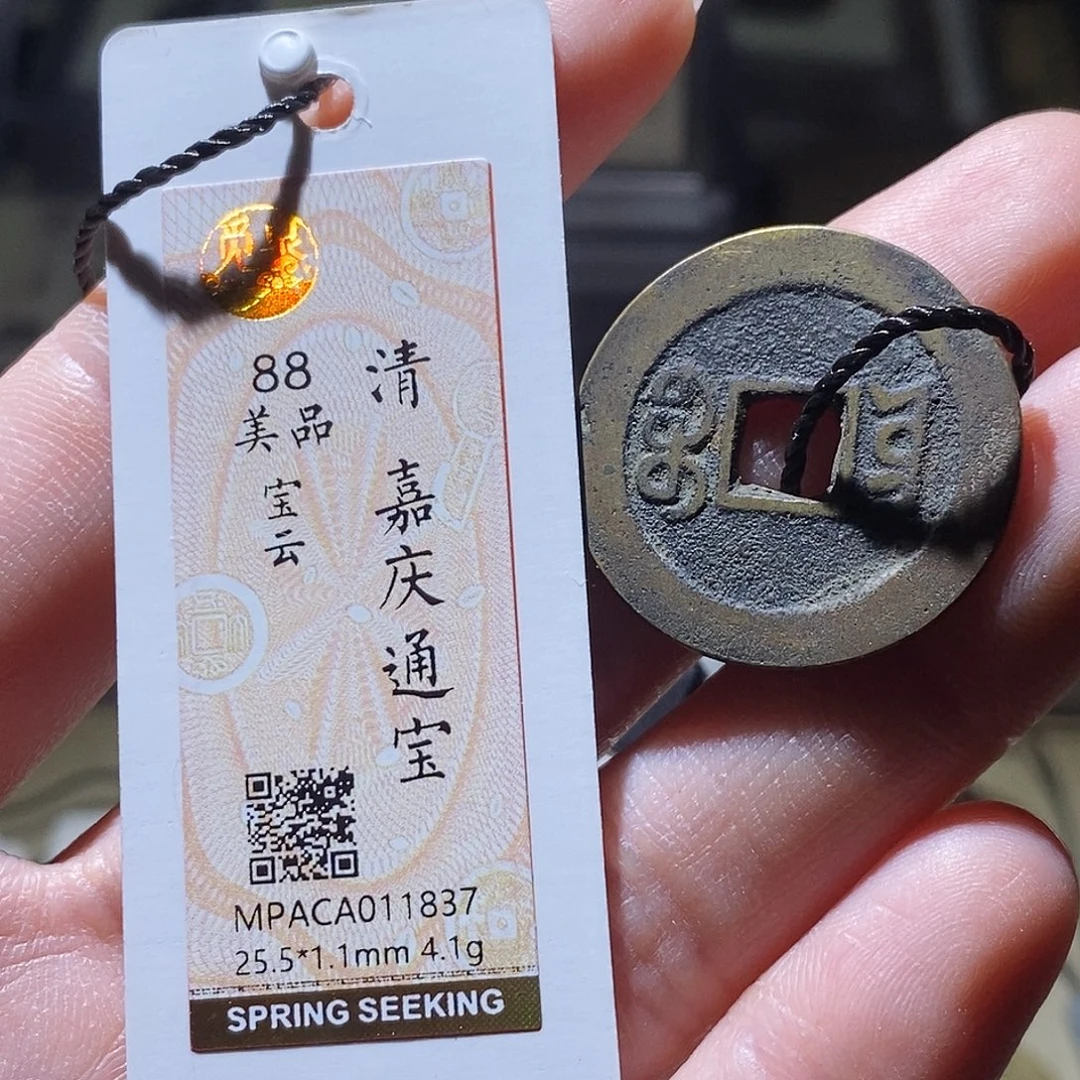 清 嘉庆通宝
88
美品
宝云
MPACA011837
25.5*1.1mm 4.1g
SPRING SEEKING